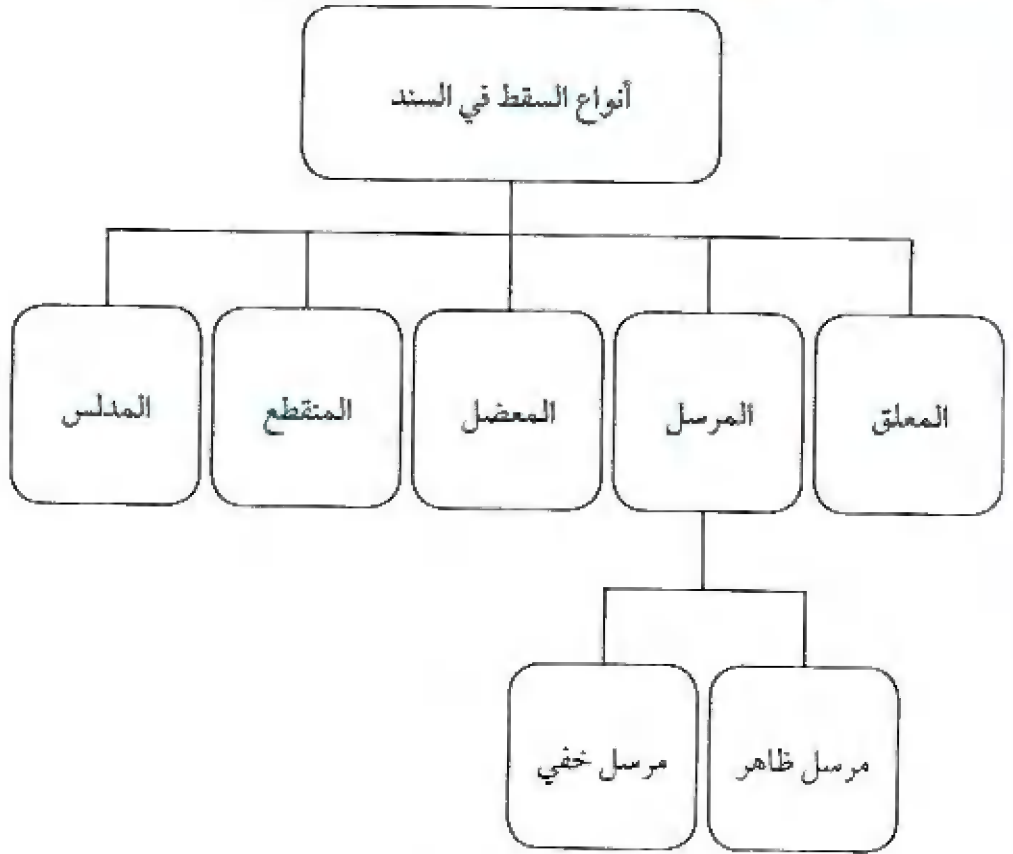 أنواع السقط في السند
المعلق
المرسل
المعضل
المنقطع
المدلس
مرسل ظاهر
مرسل خفي